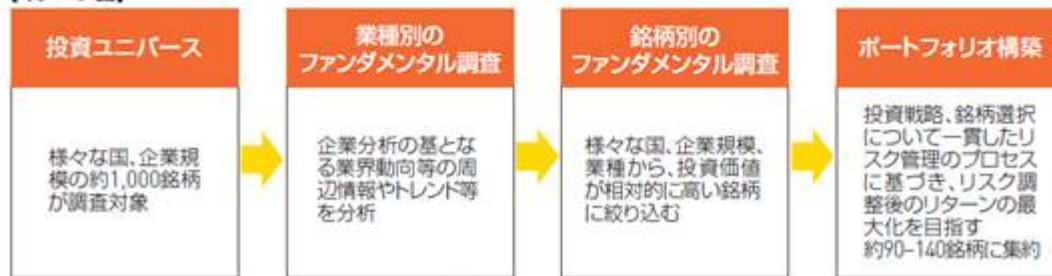 投資ユニバース
様々な国、企業規
模の約1,000銘柄
が調査対象
業種別の
ファンダメンタル調査
企業分析の基とな
る業界動向等の周
辺情報やトレンド等
を分析
銘柄別の
ファンダメンタル調査
様々な国、企業規模、
業種から、投資価値
が相対的に高い銘柄
に絞り込む
ポートフォリオ構築
投資戦略、銘柄選択
について一貫したリ
スク管理のプロセス
に基づき、リスク調
整後のリターンの最
大化を目指す
約90–140銘柄に集約